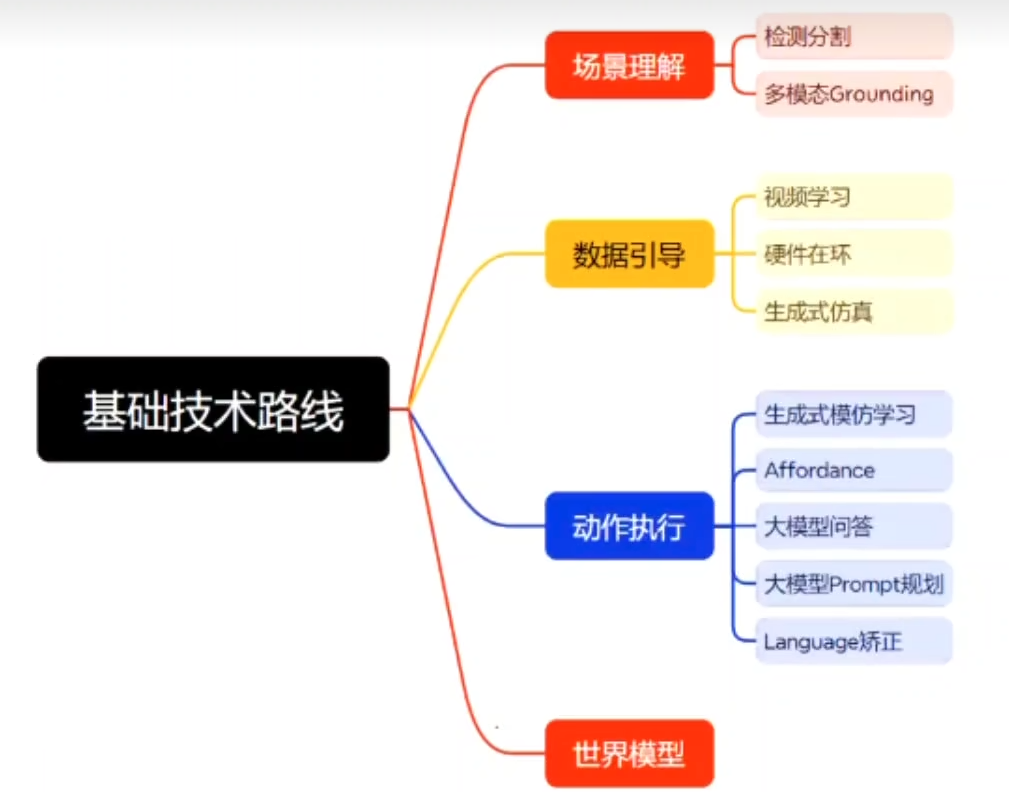 基础技术路线
场景理解
检测分割
多模态Grounding
数据引导
视频学习
硬件在环
生成式仿真
动作执行
生成式模仿学习
Affordance
大模型问答
大模型Prompt规划
Language矫正
世界模型